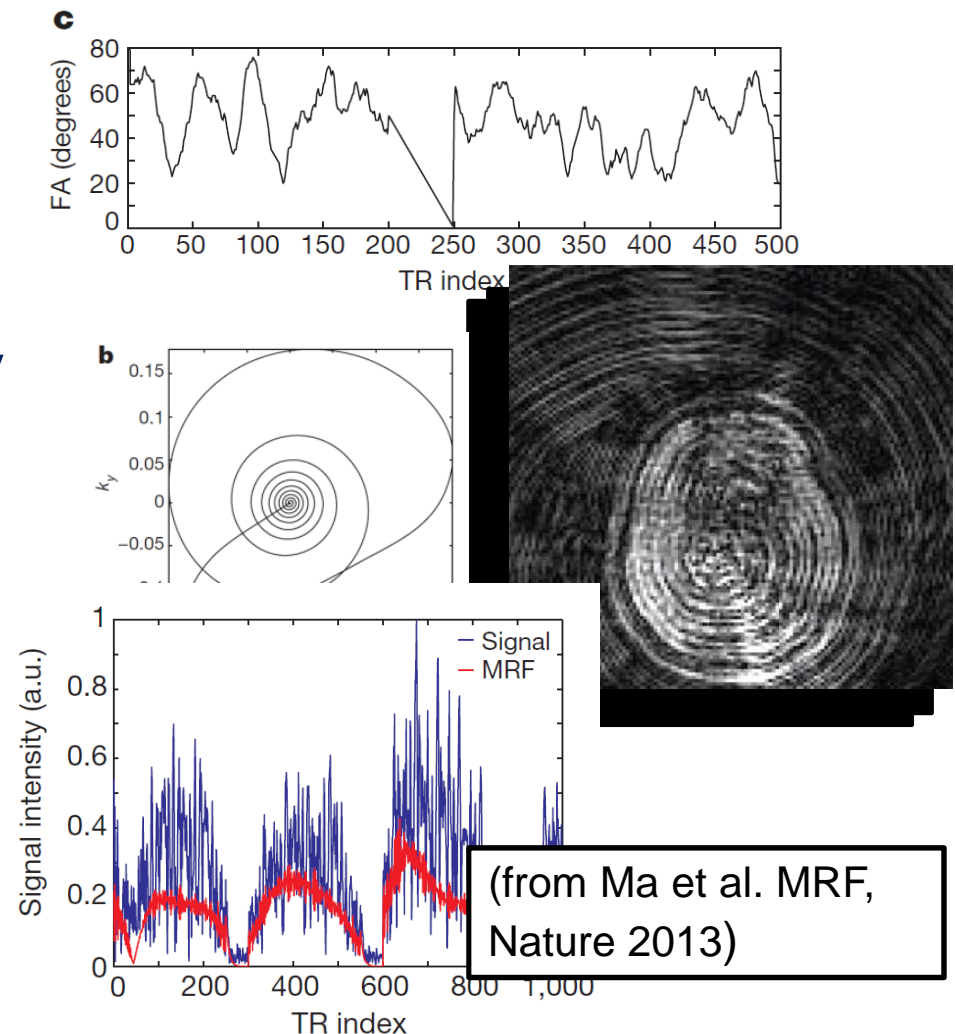 c
80
60
40
20
0
FA (degrees)
0 50 100 150 200 250 300 350 400 450 500
TR index
b
0.15
0.1
0.05
0
−0.05
ky
1
0.8
0.6
0.4
0.2
0
Signal intensity (a.u.)
Signal
MRF
0 200 400 600 800 1,000
TR index
(from Ma et al. MRF,
Nature 2013)